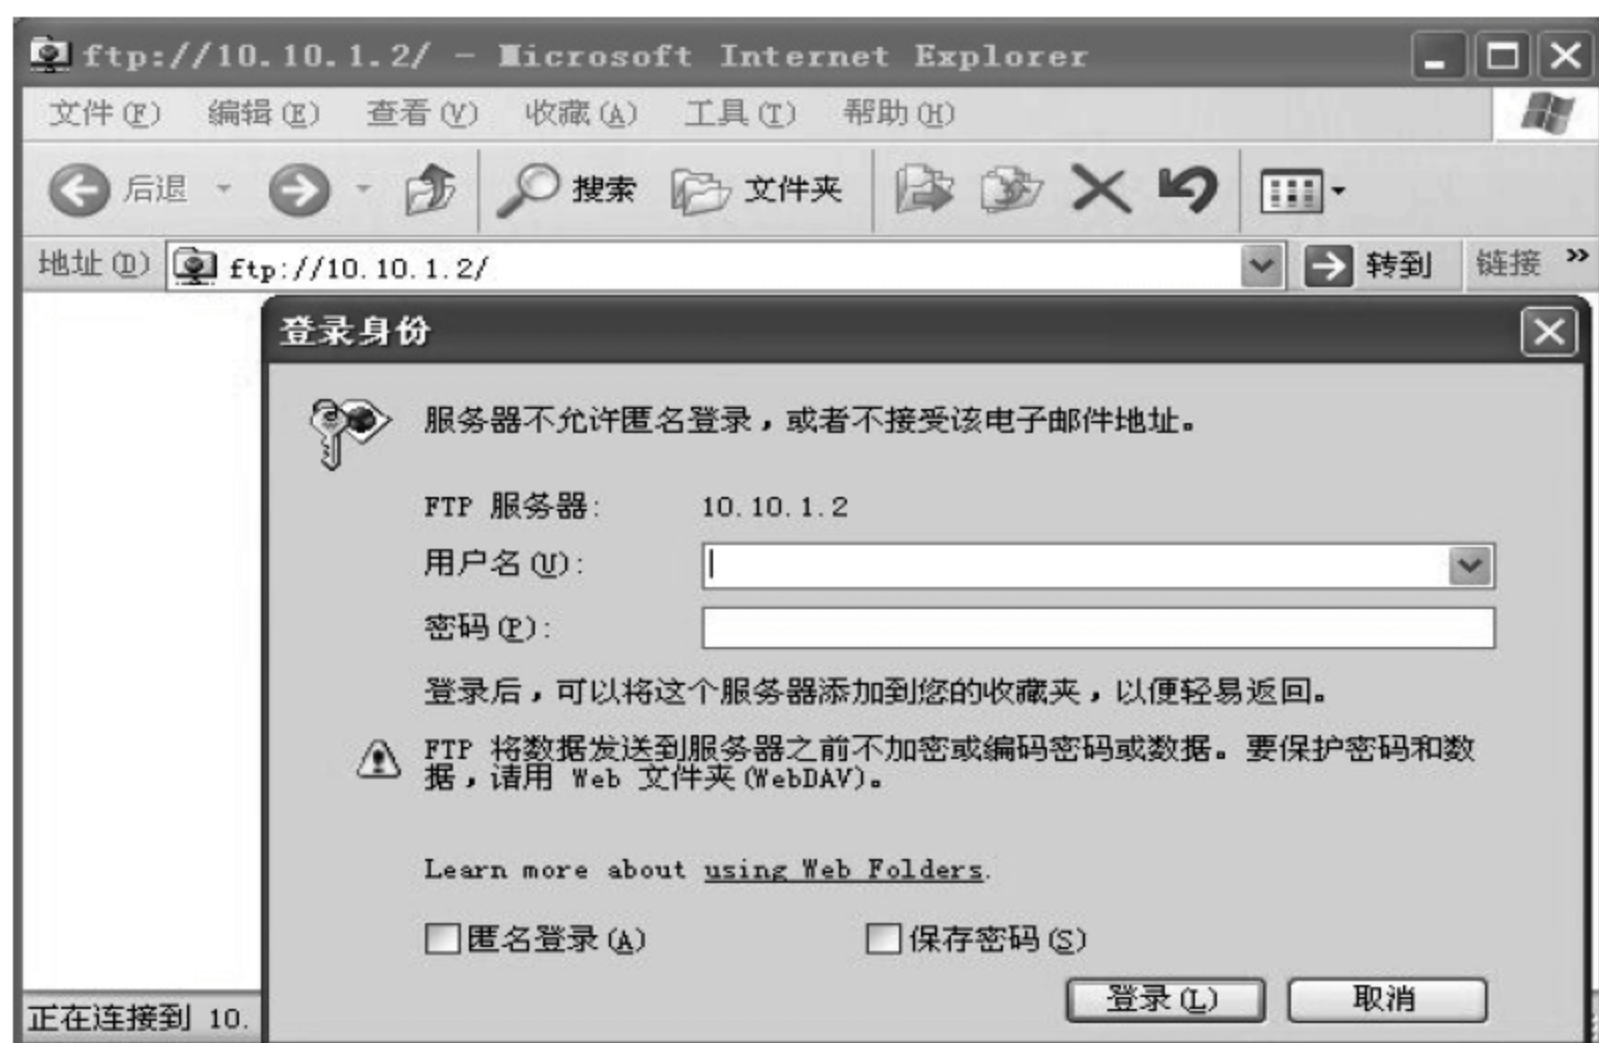 ftp://10.10.1.2/ - Microsoft Internet Explorer
文件(F) 编辑(E) 查看(V) 收藏(A) 工具(T) 帮助(H)
后退 搜索 文件夹
地址(D) ftp://10.10.1.2/ 转到 链接 »
登录身份
服务器不允许匿名登录，或者不接受该电子邮件地址。
FTP 服务器: 10.10.1.2
用户名(U):
密码(P):
登录后，可以将这个服务器添加到您的收藏夹，以便轻易返回。
FTP 将数据发送到服务器之前不加密或编码密码或数据。要保护密码和数
据，请用 Web 文件夹(WebDAV)。
Learn more about using Web Folders.
匿名登录(A) 保存密码(S)
登录(L) 取消
正在连接到 10.